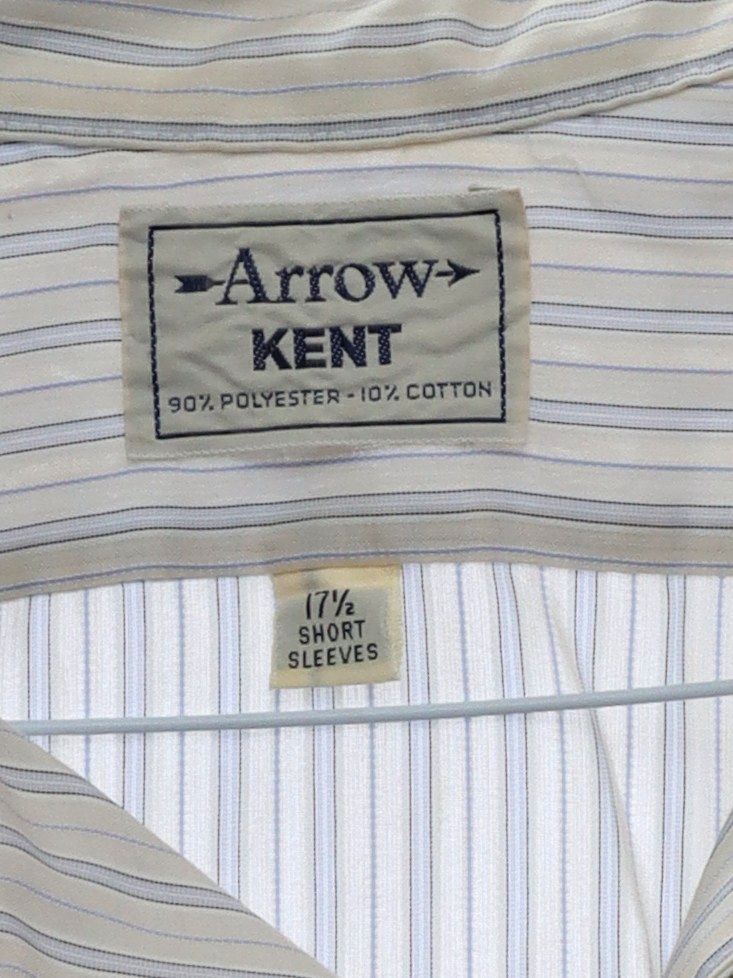 Arrow
KENT
90% POLYESTER - 10% COTTON
17½
SHORT
SLEEVES